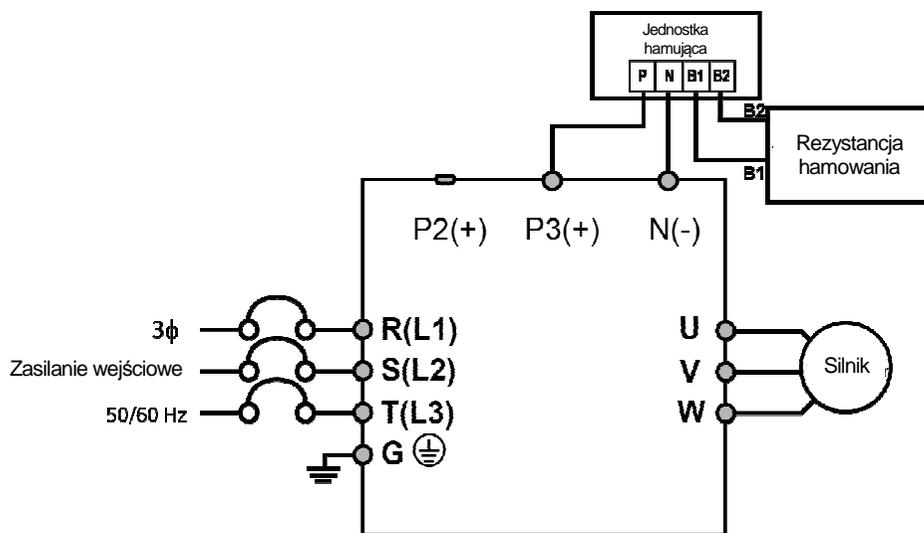 Jednostka
hamująca
P N B1 B2
B2
Rezystancja
hamowania
B1
P2(+) P3(+) N(-)
3ϕ
R(L1)
U
Zasilanie wejściowe
S(L2)
V
Silnik
50/60 Hz
T(L3)
W
G